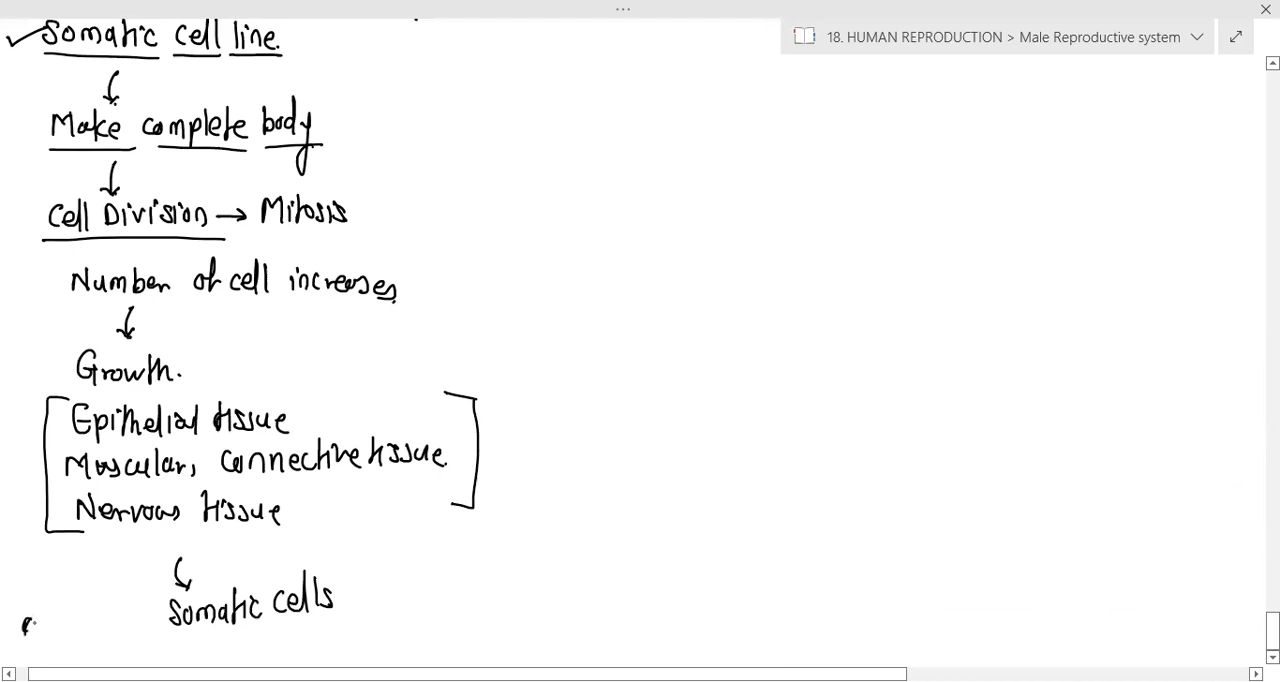 18. HUMAN REPRODUCTION > Male Reproductive system
Somatic cell line.
Make complete body
Cell Division → Mitosis
Number of cell increases
Growth.
Epithelial tissue
Muscular, connective tissue.
Nervous tissue
Somatic cells